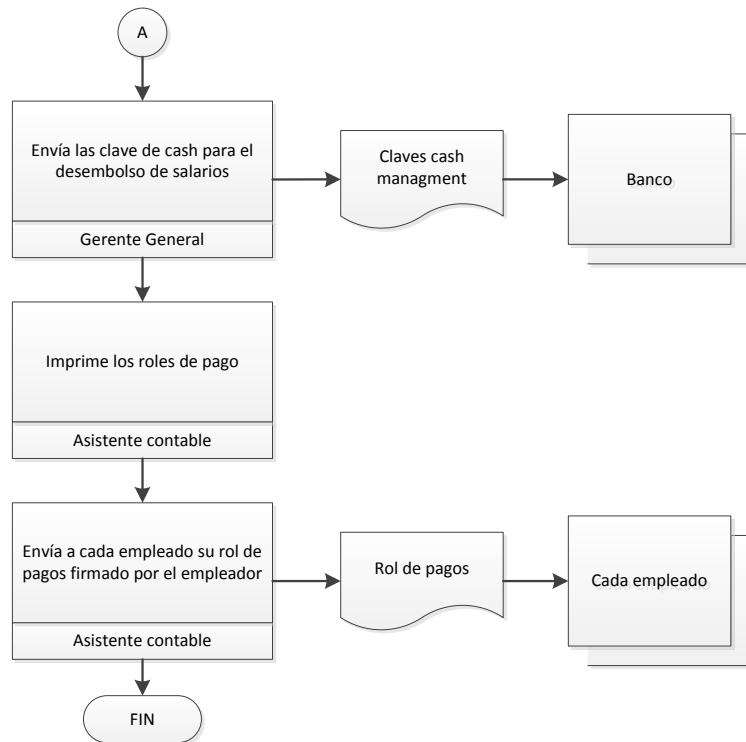 A
Envía las clave de cash para el
desembolso de salarios
Gerente General
Claves cash
managment
Banco
Imprime los roles de pago
Asistente contable
Envía a cada empleado su rol de
pagos firmado por el empleador
Asistente contable
Rol de pagos
Cada empleado
FIN